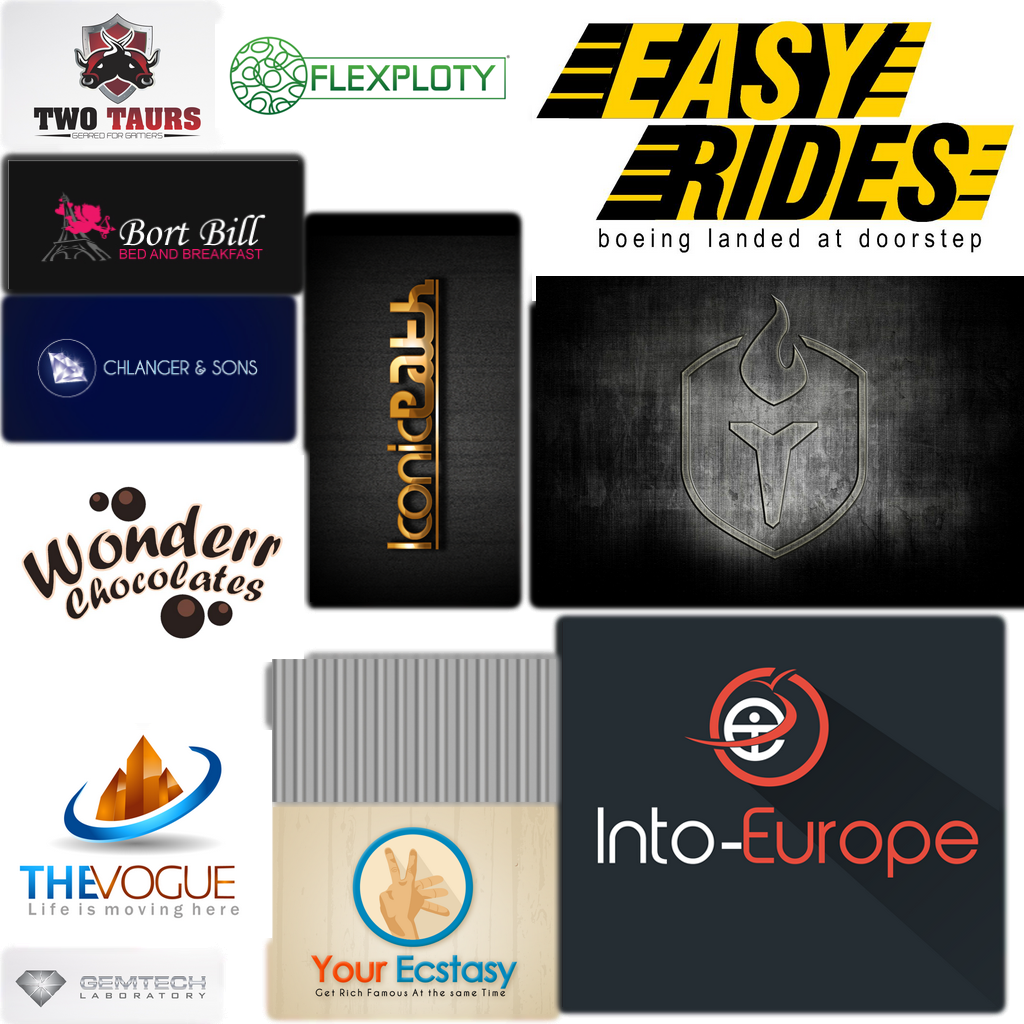 TWO TAURS
GEARED FOR GAMERS
FLEXPLOTY
EASY
RIDES
boeing landed at doorstep
Bort Bill
BED AND BREAKFAST
CHLANGER & SONS
Wonderr
Chocolates
THEVOGUE
Life is moving here
GEMTECH
LABORATORY
Your Ecstasy
Get Rich Famous At the same Time
Into-Europe